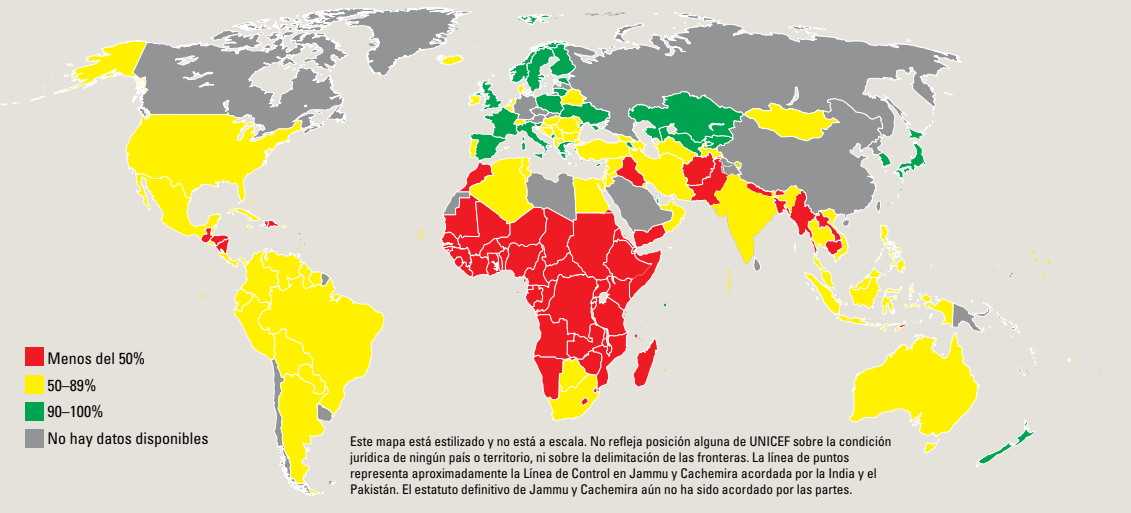 Menos del 50%
50–89%
90–100%
No hay datos disponibles
Este mapa está estilizado y no está a escala. No refleja posición alguna de UNICEF sobre la condición
jurídica de ningún país o territorio, ni sobre la delimitación de las fronteras. La línea de puntos
representa aproximadamente la Línea de Control en Jammu y Cachemira acordada por la India y el
Pakistán. El estatuto definitivo de Jammu y Cachemira aún no ha sido acordado por las partes.